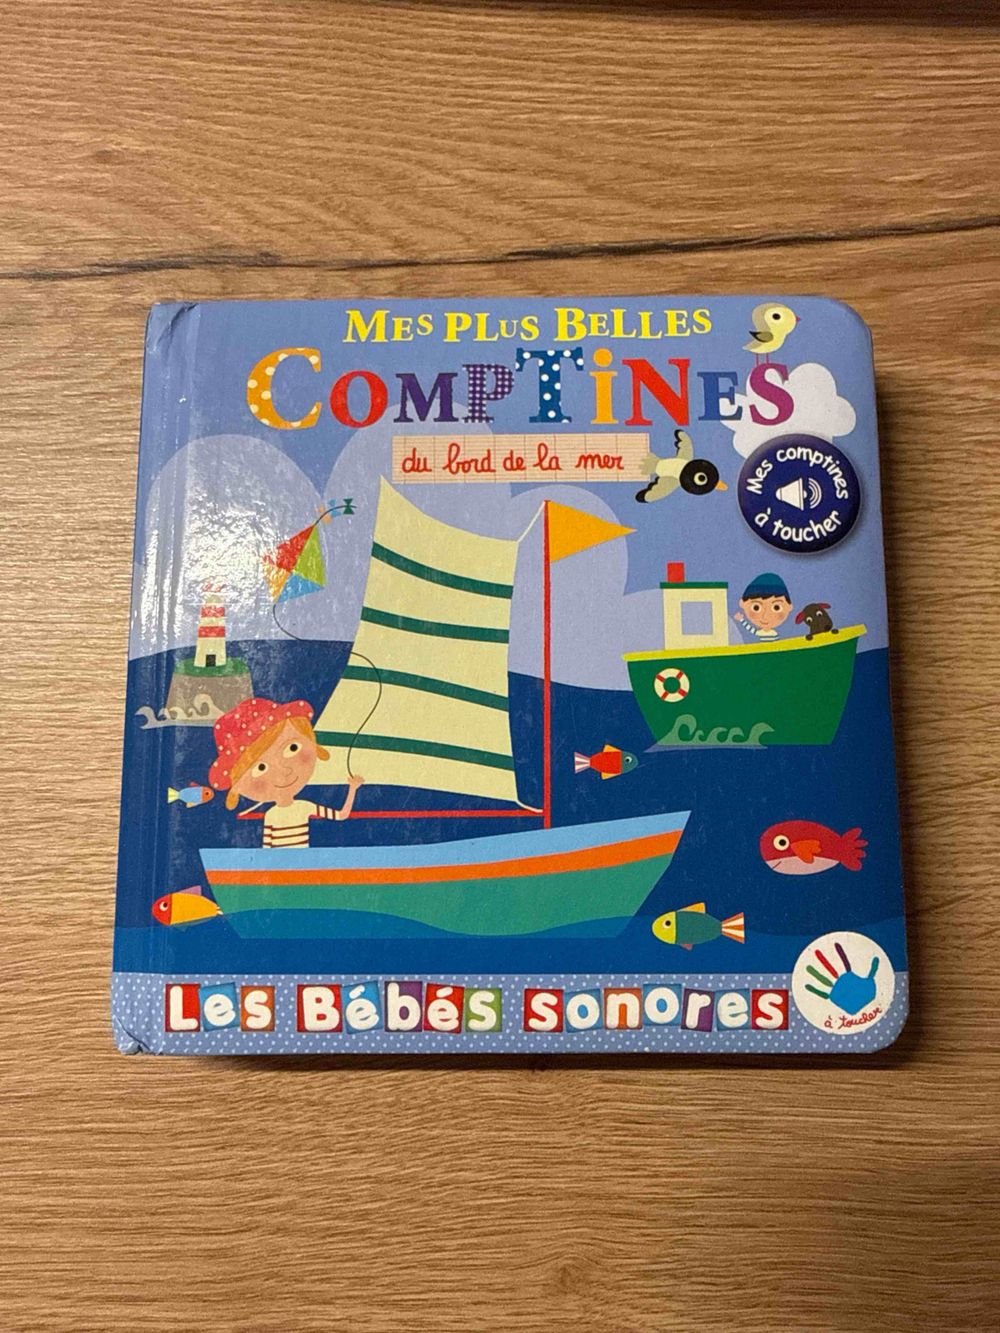 Mes Plus Belles
Comptines
du bord de la mer
Mes comptines
à toucher
Les Bébés Sonores
à toucher